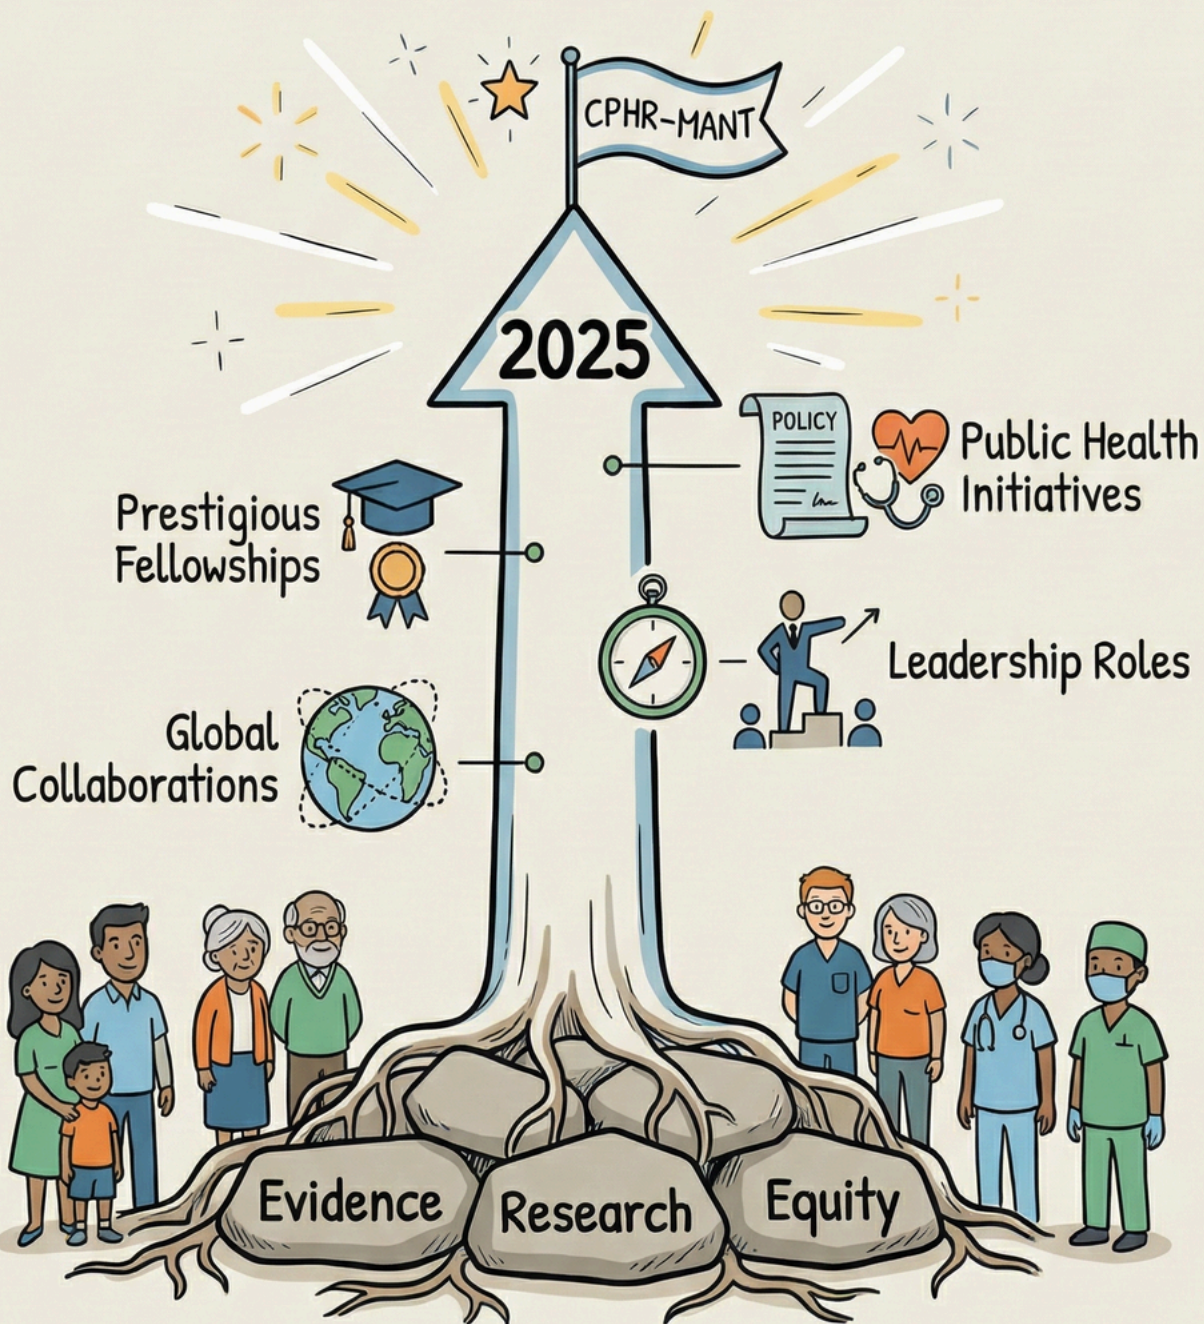 CPHR-MANT
2025
POLICY
Public Health
Initiatives
Prestigious
Fellowships
Leadership Roles
Global
Collaborations
Evidence
Research
Equity